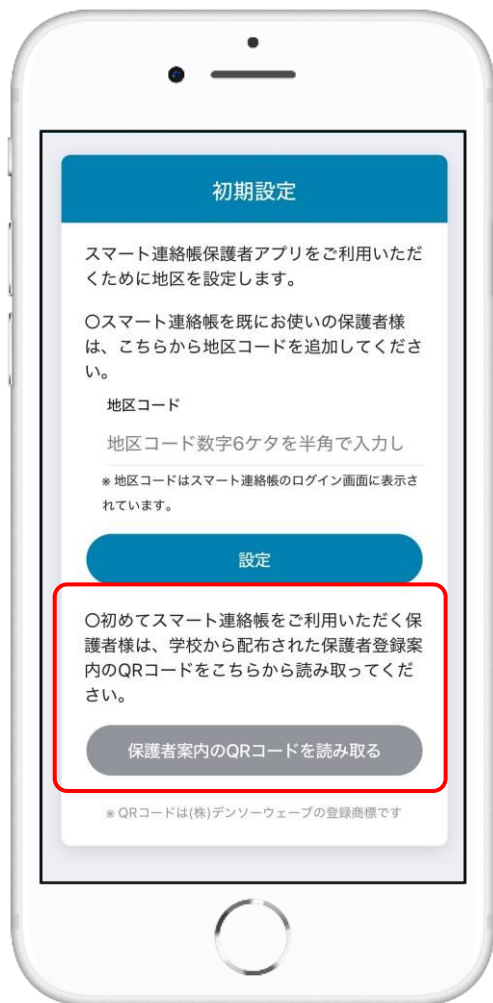 初期設定
スマート連絡帳保護者アプリをご利用いただ
くために地区を設定します。
〇スマート連絡帳を既にお使いの保護者様
は、こちらから地区コードを追加してくださ
い。
地区コード
地区コード数字6ケタを半角で入力し
※ 地区コードはスマート連絡帳のログイン画面に表示さ
れています。
設定
〇初めてスマート連絡帳をご利用いただく保
護者様は、学校から配布された保護者登録案
内のQRコードをこちらから読み取ってくだ
さい。
保護者案内のQRコードを読み取る
※ QRコードは(株)デンソーウェーブの登録商標です